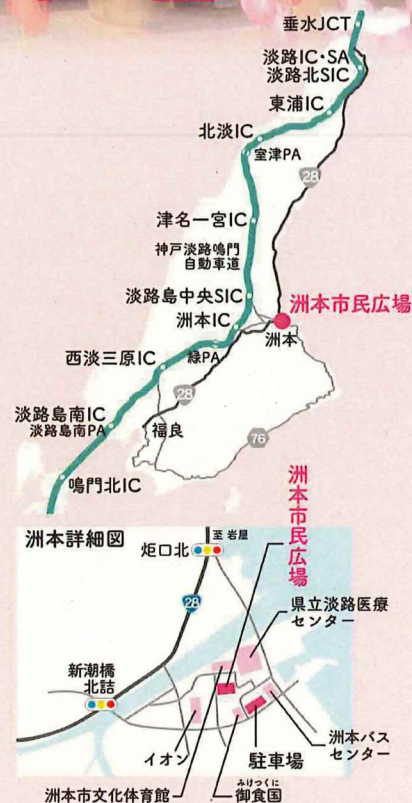 垂水JCT
淡路IC・SA
淡路北SIC
東浦IC
北淡IC
室津PA
28
津名一宮IC
神戸淡路鳴門
自動車道
淡路島中央SIC
洲本市民広場
洲本IC
洲本
緑PA
西淡三原IC
28
淡路島南IC
淡路島南PA
福良
76
鳴門北IC
洲本詳細図
至 岩屋
炬口北
洲本市民広場
28
県立淡路医療
センター
新潮橋
北詰
イオン
駐車場
洲本バス
センター
洲本市文化体育館
みけつくに
御食国